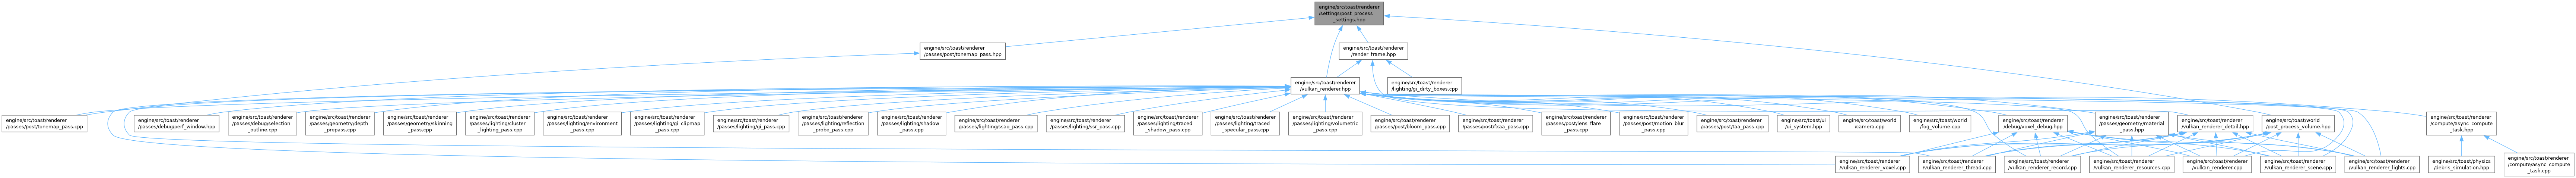 engine/src/toast/renderer
/settings/post_process
_settings.hpp
engine/src/toast/renderer
/passes/post/tonemap_pass.hpp
engine/src/toast/renderer
/render_frame.hpp
engine/src/toast/renderer
/vulkan_renderer.hpp
engine/src/toast/renderer
/lighting/gi_dirty_boxes.cpp
engine/src/toast/renderer
/passes/post/tonemap_pass.cpp
engine/src/toast/renderer
/passes/debug/perf_window.hpp
engine/src/toast/renderer
/passes/debug/selection
_outline.cpp
engine/src/toast/renderer
/passes/geometry/depth
_prepass.cpp
engine/src/toast/renderer
/passes/geometry/skinning
_pass.cpp
engine/src/toast/renderer
/passes/lighting/cluster
_lighting_pass.cpp
engine/src/toast/renderer
/passes/lighting/environment
_pass.cpp
engine/src/toast/renderer
/passes/lighting/gi_clipmap
_pass.cpp
engine/src/toast/renderer
/passes/lighting/gi_pass.cpp
engine/src/toast/renderer
/passes/lighting/reflection
_probe_pass.cpp
engine/src/toast/renderer
/passes/lighting/shadow
_pass.cpp
engine/src/toast/renderer
/passes/lighting/ssao_pass.cpp
engine/src/toast/renderer
/passes/lighting/ssr_pass.cpp
engine/src/toast/renderer
/passes/lighting/traced
_shadow_pass.cpp
engine/src/toast/renderer
/passes/lighting/traced
_specular_pass.cpp
engine/src/toast/renderer
/passes/lighting/volumetric
_pass.cpp
engine/src/toast/renderer
/passes/post/bloom_pass.cpp
engine/src/toast/renderer
/passes/post/fxaa_pass.cpp
engine/src/toast/renderer
/passes/post/lens_flare
_pass.cpp
engine/src/toast/renderer
/passes/post/motion_blur
_pass.cpp
engine/src/toast/renderer
/passes/post/taa_pass.cpp
engine/src/toast/ui
/ui_system.hpp
engine/src/toast/world
/camera.cpp
engine/src/toast/world
/fog_volume.cpp
engine/src/toast/renderer
/debug/voxel_debug.hpp
engine/src/toast/renderer
/passes/geometry/material
_pass.hpp
engine/src/toast/renderer
/vulkan_renderer_detail.hpp
engine/src/toast/world
/post_process_volume.hpp
engine/src/toast/renderer
/compute/async_compute
_task.hpp
engine/src/toast/renderer
/vulkan_renderer_voxel.cpp
engine/src/toast/renderer
/vulkan_renderer_thread.cpp
engine/src/toast/renderer
/vulkan_renderer_record.cpp
engine/src/toast/renderer
/vulkan_renderer_resources.cpp
engine/src/toast/renderer
/vulkan_renderer.cpp
engine/src/toast/renderer
/vulkan_renderer_scene.cpp
engine/src/toast/renderer
/vulkan_renderer_lights.cpp
engine/src/toast/physics
/debris_simulation.hpp
engine/src/toast/renderer
/compute/async_compute
_task.cpp